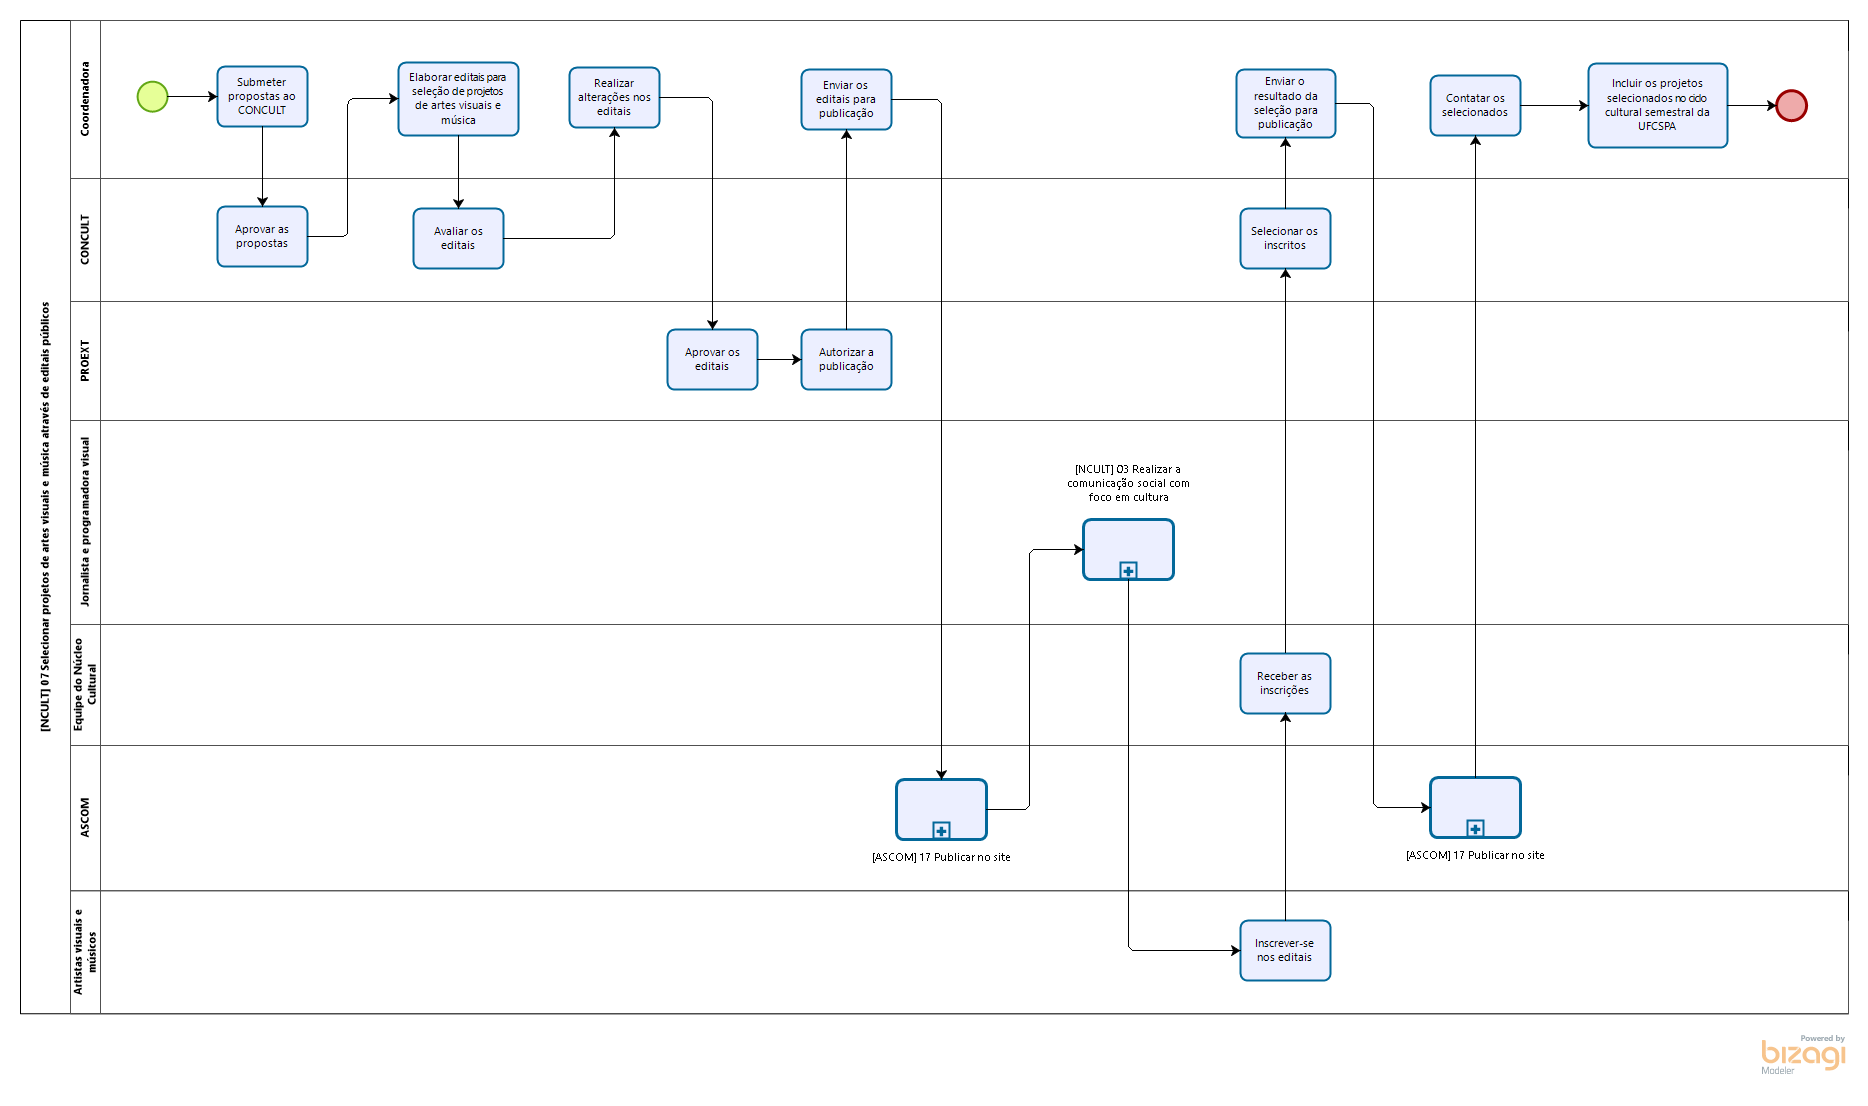 [NCULT] 07 Selecionar projetos de artes visuais e música através de editais públicos
Coordenadora
Submeter
propostas ao
CONCULT
Elaborar editais para
seleção de projetos
de artes visuais e
música
Realizar
alterações nos
editais
Enviar os
editais para
publicação
Enviar o
resultado da
seleção para
publicação
Contatar os
selecionados
Incluir os projetos
selecionados no ciclo
cultural semestral da
UFCSPA
CONCULT
Aprovar as
propostas
Avaliar os
editais
Selecionar os
inscritos
PROEXT
Aprovar os
editais
Autorizar a
publicação
Jornalista e programadora visual
[NCULT] 03 Realizar a
comunicação social com
foco em cultura
Equipe do Núcleo
Cultural
Receber as
inscrições
ASCOM
[ASCOM] 17 Publicar no site
[ASCOM] 17 Publicar no site
Artistas visuais e
músicos
Inscrever-se
nos editais
Powered by
bizagi
Modeler